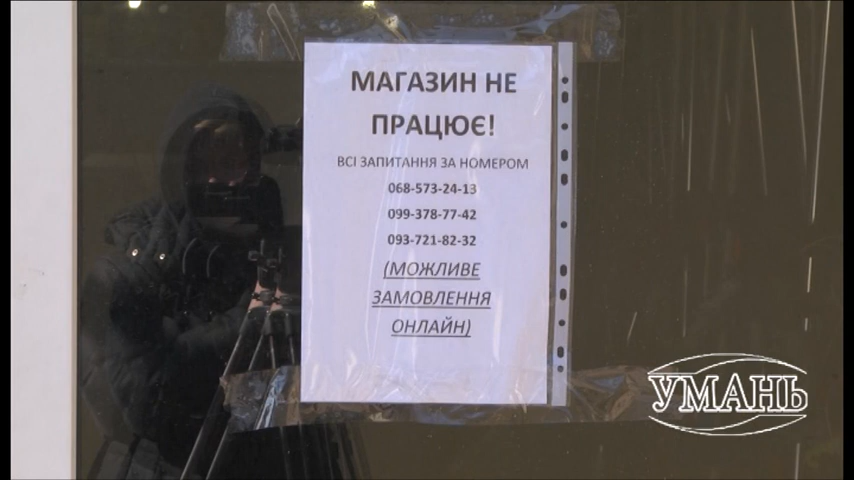 МАГАЗИН НЕ
ПРАЦЮЄ!
ВСІ ЗАПИТАННЯ ЗА НОМЕРОМ
068-573-24-13
099-378-77-42
093-721-82-32
(МОЖЛИВЕ
ЗАМОВЛЕННЯ
ОНЛАЙН)
УМАНЬ